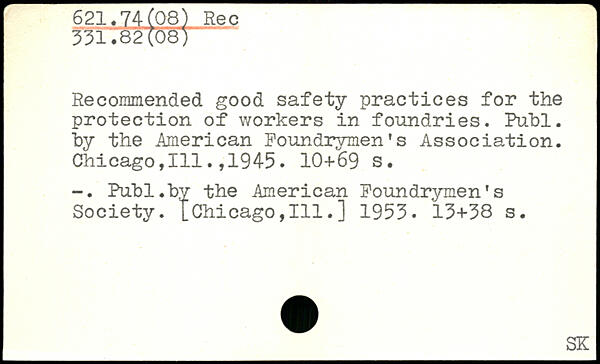 621.74(08) Rec
331.82(08)
Recommended good safety practices for the
protection of workers in foundries. Publ.
by the American Foundrymen's Association.
Chicago,Ill.,1945. 10+69 s.
—. Publ.by the American Foundrymen's
Society. [Chicago,Ill.] 1953. 13+38 s.
SK